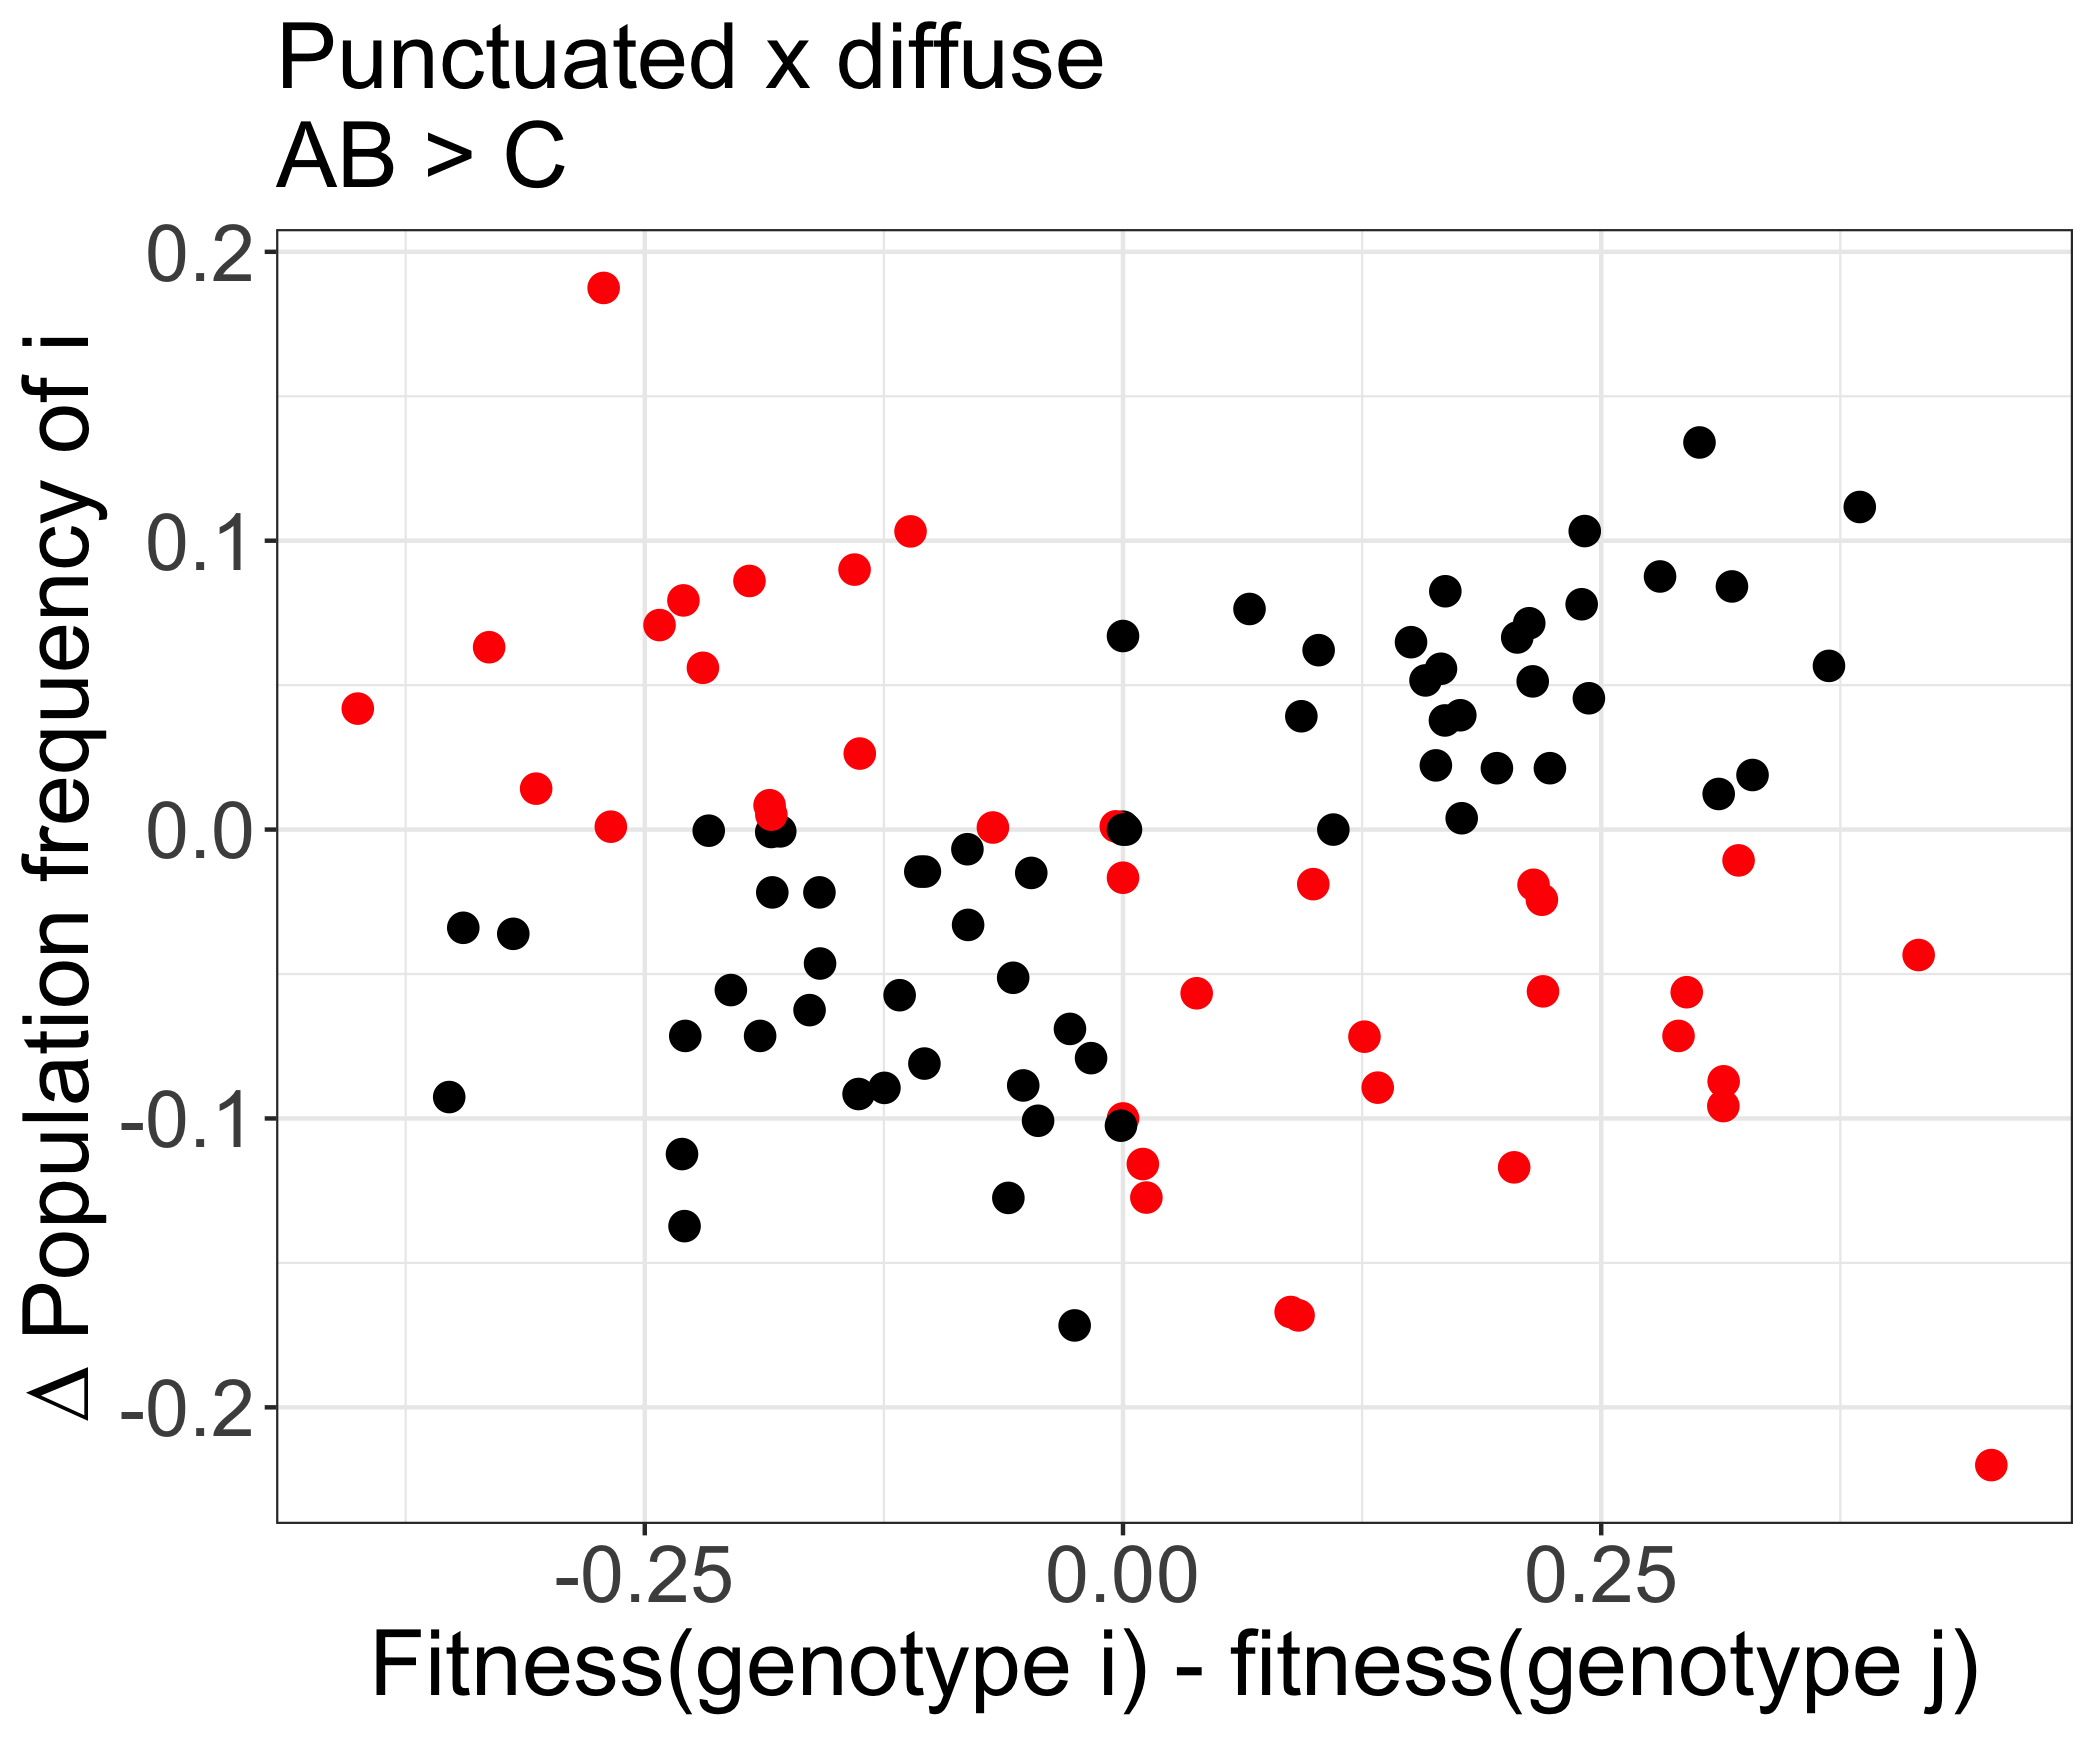 Punctuated x diffuse
AB > C
Δ Population frequency of i
0.2
0.1
0.0
-0.1
-0.2
-0.25
0.00
0.25
Fitness(genotype i) - fitness(genotype j)